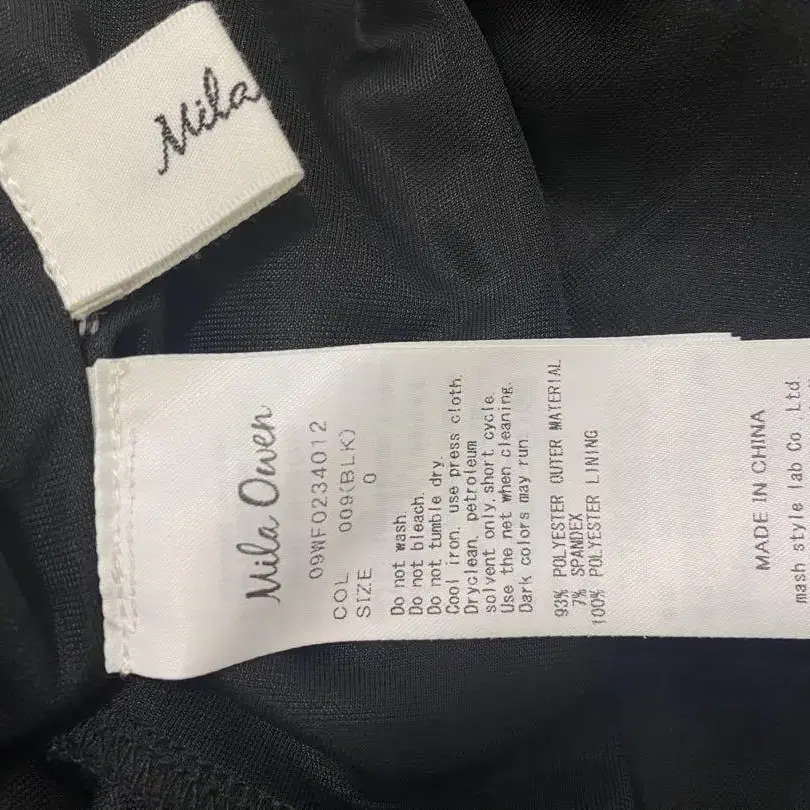 Mila
Mila Owen
09WFO234012
COL 009(BLK)
SIZE 0
Do not wash.
Do not bleach.
Do not tumble dry.
Cool iron, use press cloth.
Dryclean, petroleum
solvent only, short cycle.
Use the net when cleaning.
Dark colors may run.
93% POLYESTER OUTER MATERIAL
7% SPANDEX
100% POLYESTER LINING
MADE IN CHINA
mash style lab Co. Ltd.